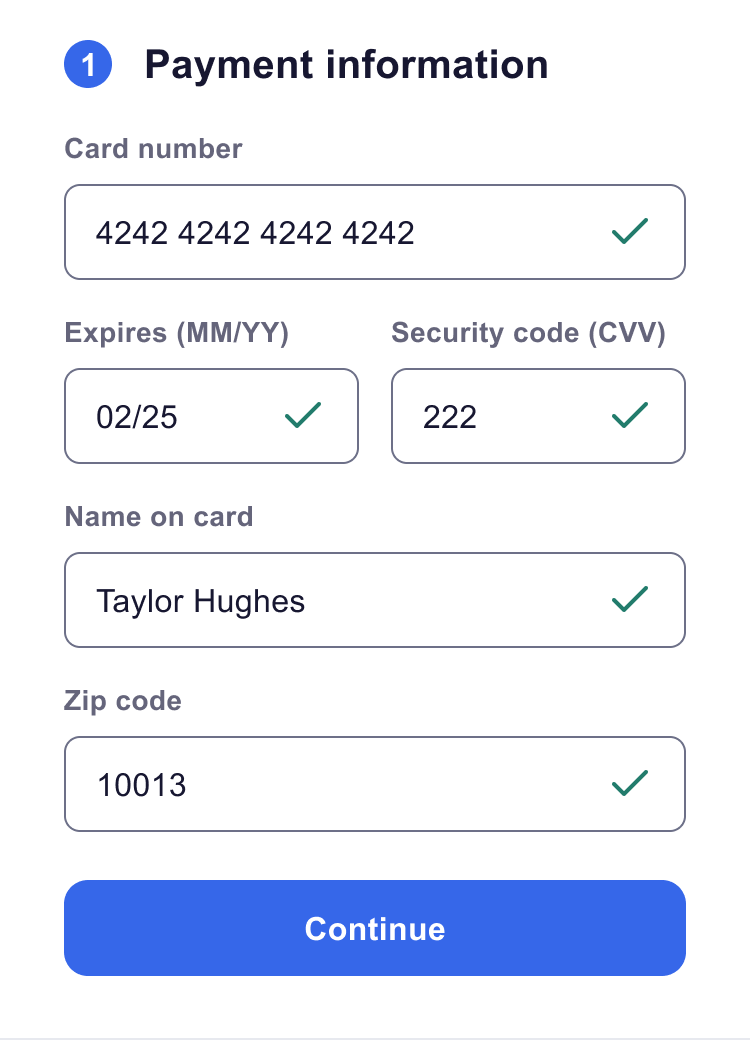 1 Payment information
Card number
4242 4242 4242 4242
Expires (MM/YY) Security code (CVV)
02/25 222
Name on card
Taylor Hughes
Zip code
10013
Continue